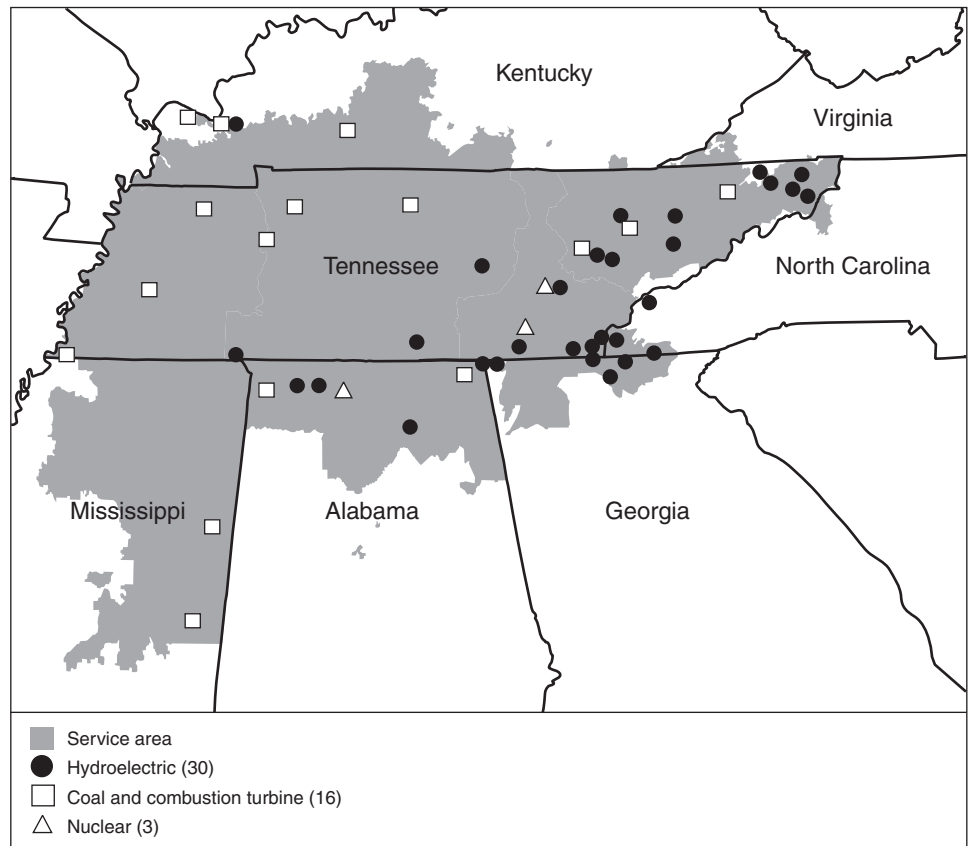 Kentucky
Virginia
Tennessee
North Carolina
Mississippi
Alabama
Georgia
Service area
Hydroelectric (30)
Coal and combustion turbine (16)
Nuclear (3)